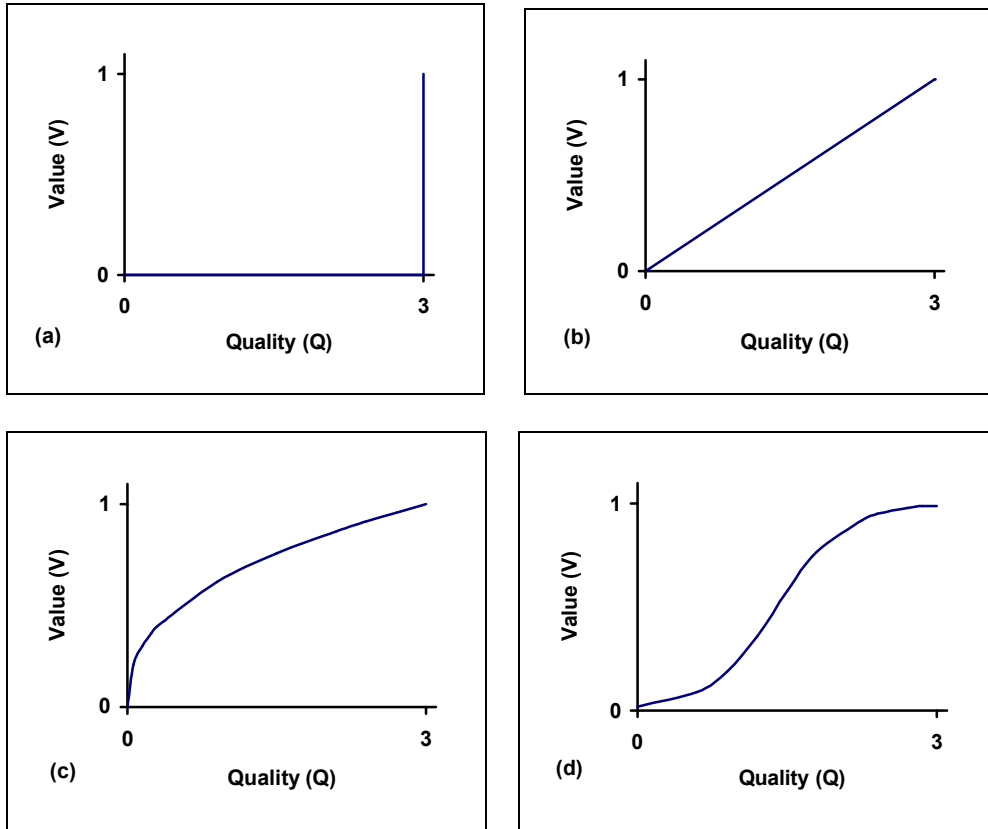 1
Value (V)
0
0 3
(a)
Quality (Q)
1
Value (V)
0
0 3
(b)
Quality (Q)
1
Value (V)
0
0 3
(c)
Quality (Q)
1
Value (V)
0
0 3
(d)
Quality (Q)